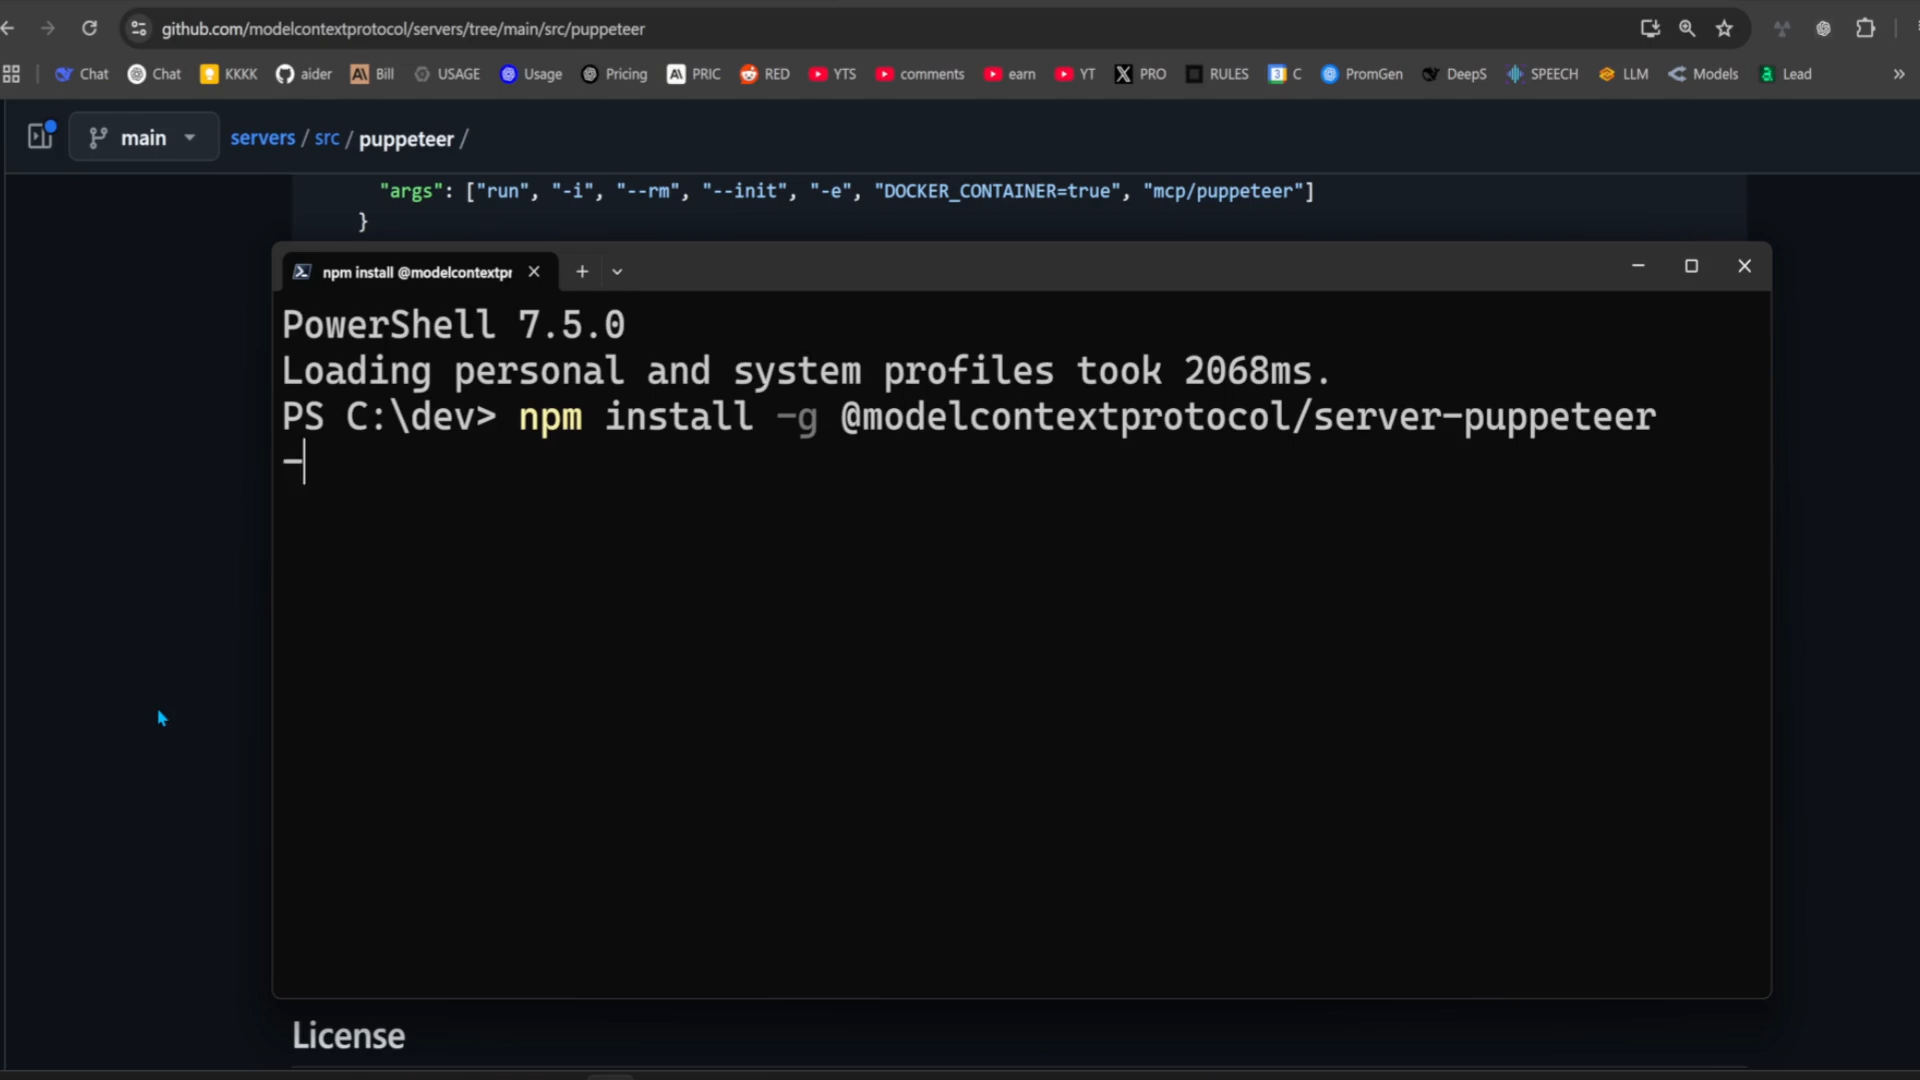 github.com/modelcontextprotocol/servers/tree/main/src/puppeteer
Chat Chat KKKK aider Bill USAGE Usage Pricing PRIC RED YTS comments earn YT PRO RULES C PromGen DeepS SPEECH LLM Models Lead »
main servers / src / puppeteer /
"args": ["run", "-i", "--rm", "--init", "-e", "DOCKER_CONTAINER=true", "mcp/puppeteer"]
}
npm install @modelcontextpr
PowerShell 7.5.0
Loading personal and system profiles took 2068ms.
PS C:\dev> npm install -g @modelcontextprotocol/server-puppeteer
-
License